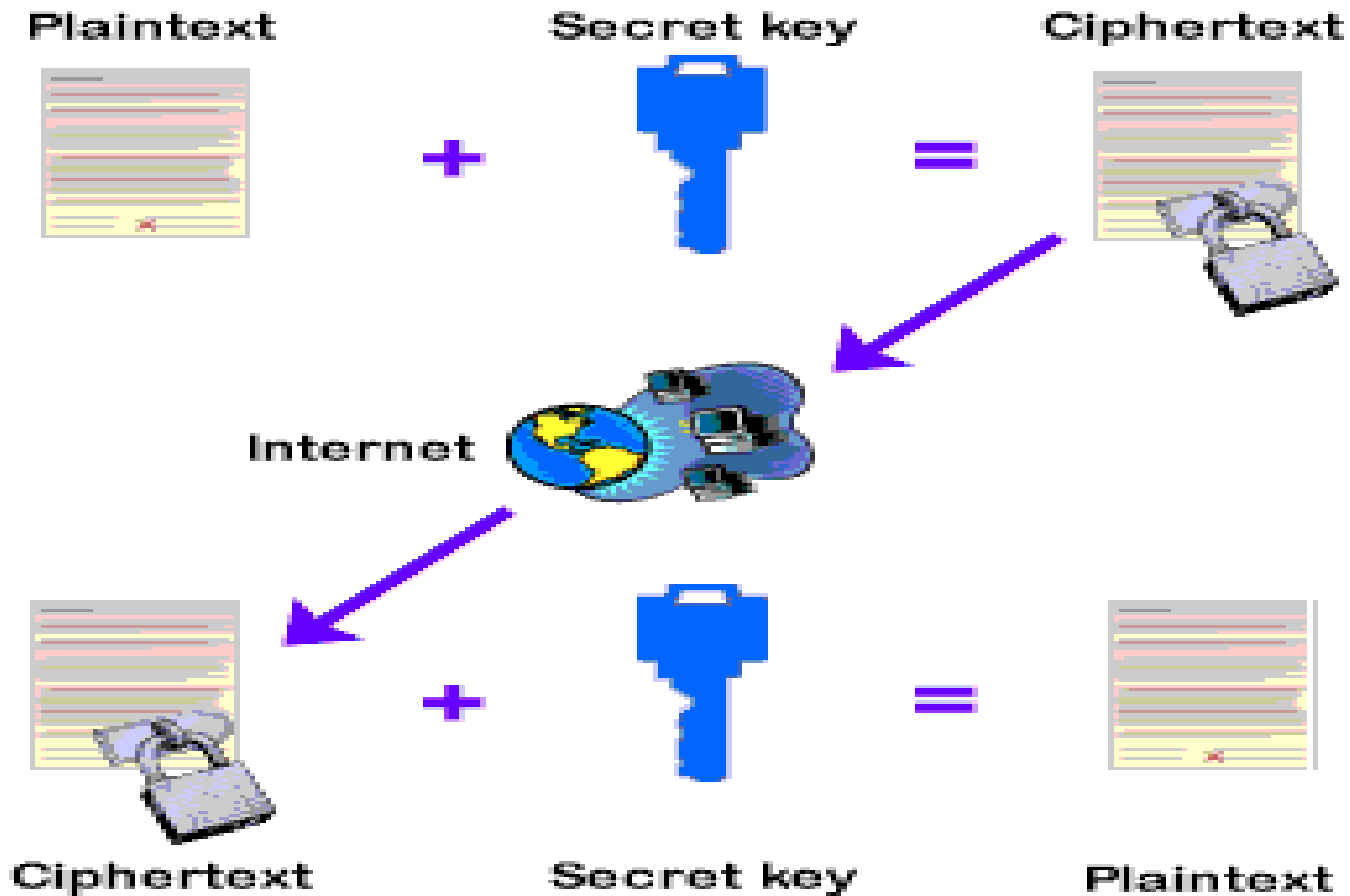 Plaintext Secret key Ciphertext
+ =
Internet
+ =
Ciphertext Secret key Plaintext